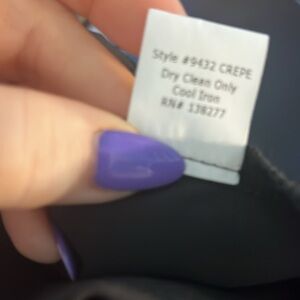 Style #9432 CREPE
Dry Clean Only
Cool Iron
RN# 138277